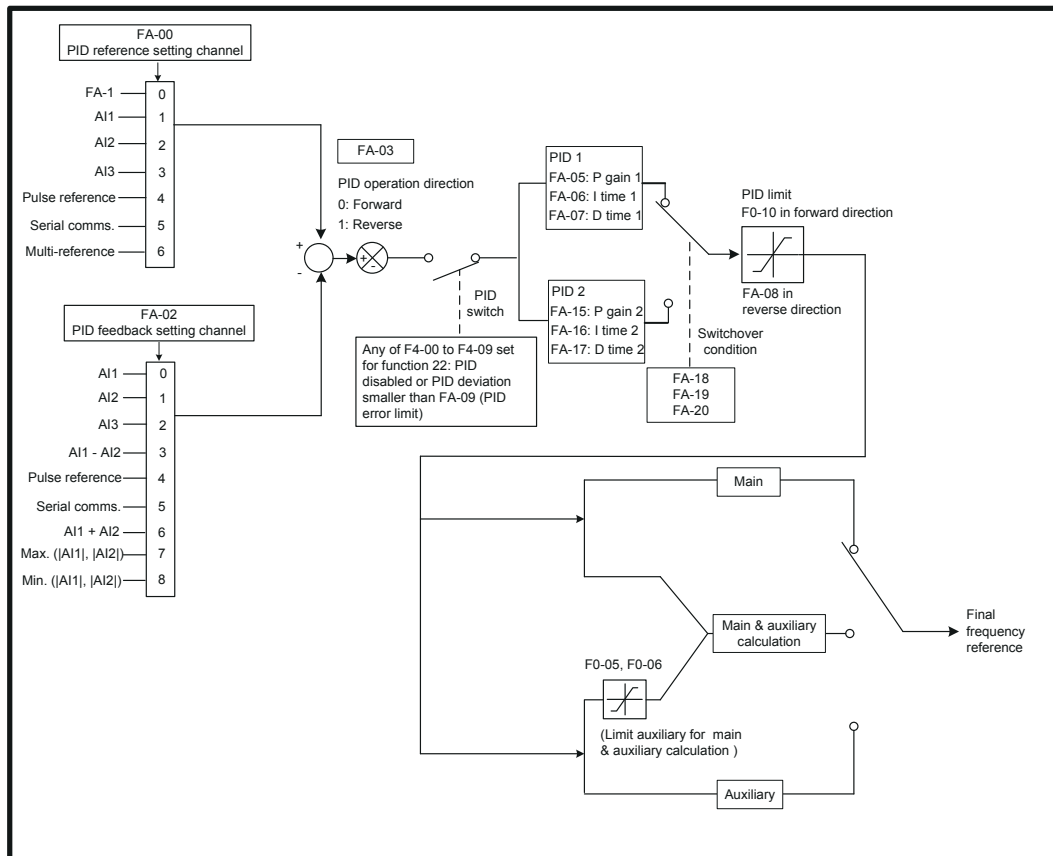 FA-00
PID reference setting channel
FA-1
0
AI1
1
AI2
2
AI3
3
Pulse reference
4
Serial comms.
5
Multi-reference
6
FA-02
PID feedback setting channel
AI1
0
AI2
1
AI3
2
AI1 - AI2
3
Pulse reference
4
Serial comms.
5
AI1 + AI2
6
Max. (|AI1|, |AI2|)
7
Min. (|AI1|, |AI2|)
8
FA-03
PID operation direction
0: Forward
1: Reverse
+
-
+
-
PID
switch
Any of F4-00 to F4-09 set
for function 22: PID
disabled or PID deviation
smaller than FA-09 (PID
error limit)
PID 1
FA-05: P gain 1
FA-06: I time 1
FA-07: D time 1
PID 2
FA-15: P gain 2
FA-16: I time 2
FA-17: D time 2
Switchover
condition
FA-18
FA-19
FA-20
PID limit
F0-10 in forward direction
FA-08 in
reverse direction
Main
Main & auxiliary
calculation
F0-05, F0-06
(Limit auxiliary for main
& auxiliary calculation )
Auxiliary
Final
frequency
reference